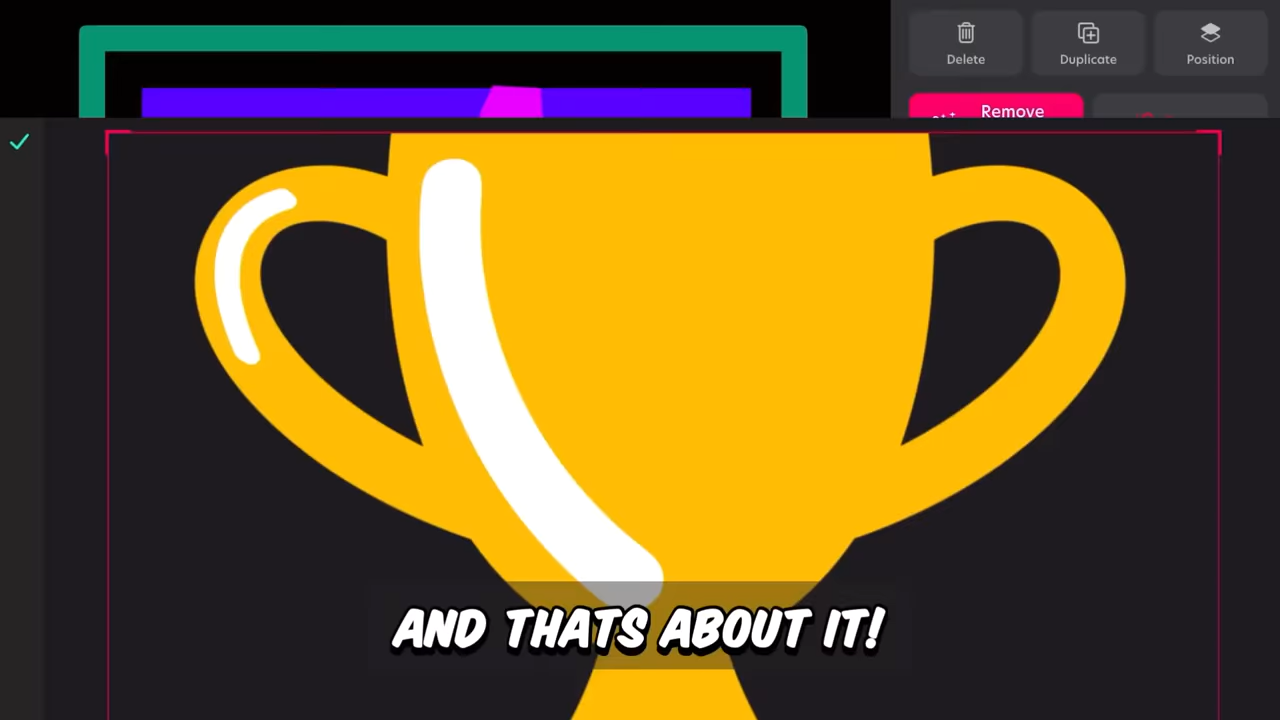 Delete
Duplicate
Position
Remove
AND THATS ABOUT IT!